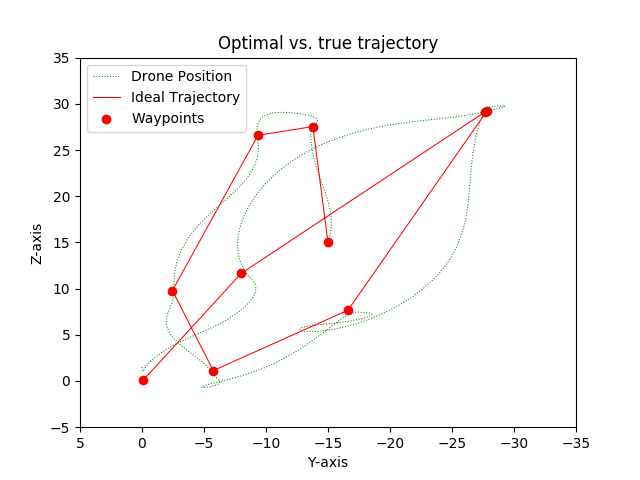 Optimal vs. true trajectory
Drone Position
Ideal Trajectory
Waypoints
35
30
25
20
15
10
5
0
−5
Z-axis
5 0 −5 −10 −15 −20 −25 −30 −35
Y-axis